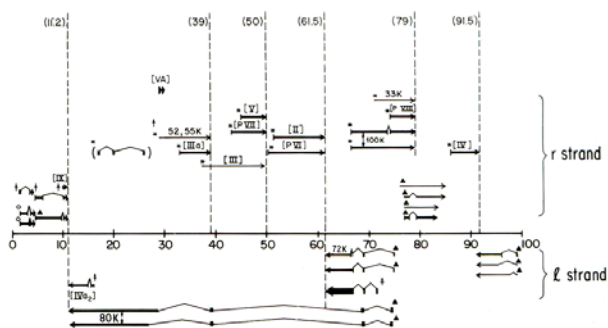 (11.2) (39) (50) (61.5) (79) (91.5)
[VA]
33K
[V] [P VIII]
52,55K [P VII] [II]
100K
[IIIa] [P VI] [IV]
[III]
[IX]
r strand
0 10 20 30 40 50 60 70 80 90 100
72K
ℓ strand
[IVa₂]
80K